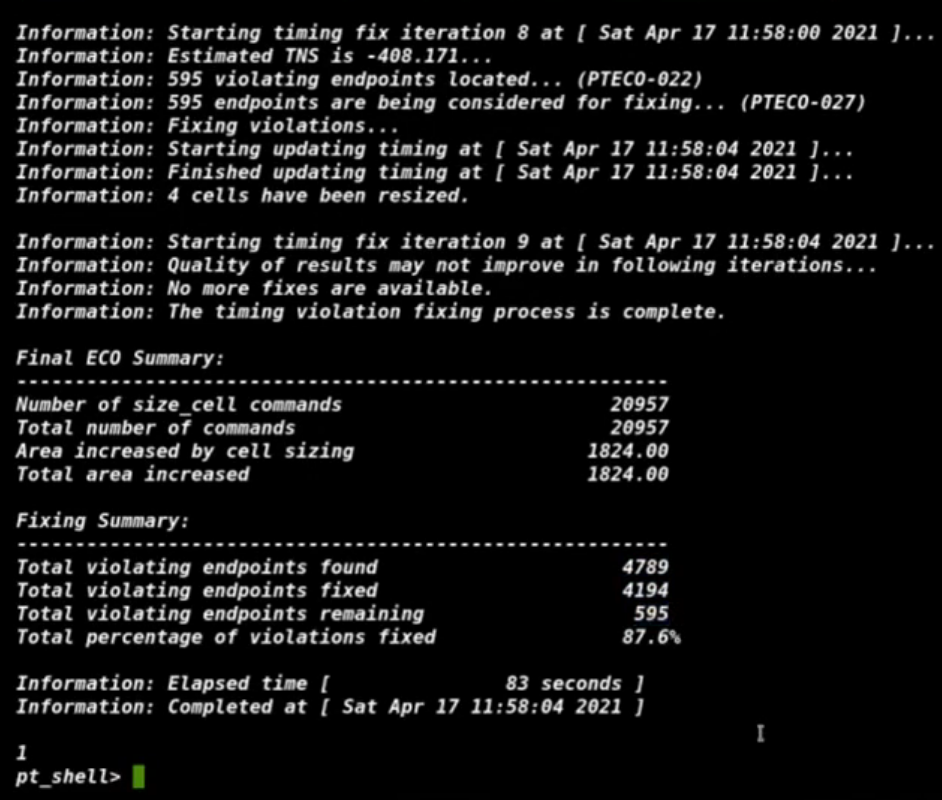 Information: Starting timing fix iteration 8 at [ Sat Apr 17 11:58:00 2021 ]...
Information: Estimated TNS is -408.171...
Information: 595 violating endpoints located... (PTECO-022)
Information: 595 endpoints are being considered for fixing... (PTECO-027)
Information: Fixing violations...
Information: Starting updating timing at [ Sat Apr 17 11:58:04 2021 ]...
Information: Finished updating timing at [ Sat Apr 17 11:58:04 2021 ]...
Information: 4 cells have been resized.
Information: Starting timing fix iteration 9 at [ Sat Apr 17 11:58:04 2021 ]...
Information: Quality of results may not improve in following iterations...
Information: No more fixes are available.
Information: The timing violation fixing process is complete.
Final ECO Summary:
--------------------------------------------------------
Number of size_cell commands 20957
Total number of commands 20957
Area increased by cell sizing 1824.00
Total area increased 1824.00
Fixing Summary:
--------------------------------------------------------
Total violating endpoints found 4789
Total violating endpoints fixed 4194
Total violating endpoints remaining 595
Total percentage of violations fixed 87.6%
Information: Elapsed time [ 83 seconds ]
Information: Completed at [ Sat Apr 17 11:58:04 2021 ]
1
pt_shell>